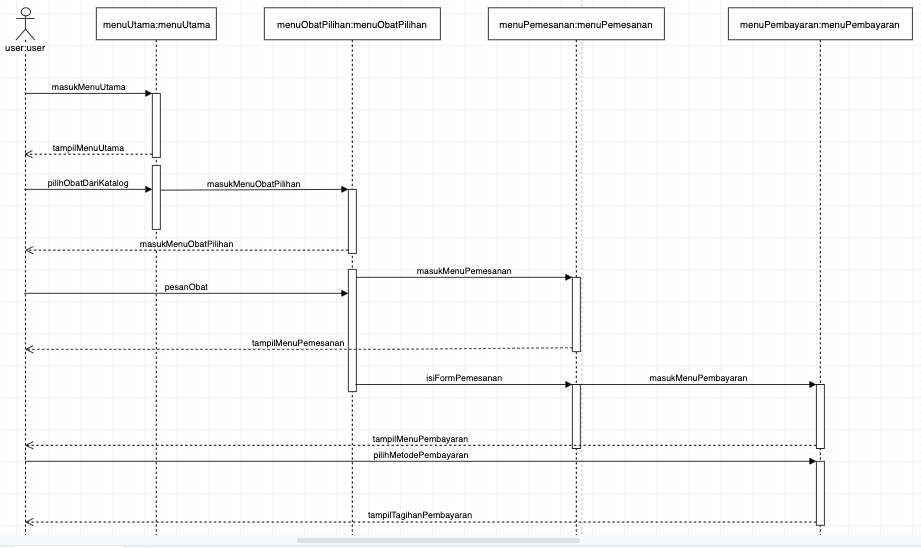 menuUtama:menuUtama
menuObatPilihan:menuObatPilihan
menuPemesanan:menuPemesanan
menuPembayaran:menuPembayaran
user:user
masukMenuUtama
tampilMenuUtama
pilihObatDariKatalog
masukMenuObatPilihan
masukMenuObatPilihan
masukMenuPemesanan
pesanObat
tampilMenuPemesanan
isiFormPemesanan
masukMenuPembayaran
tampilMenuPembayaran
pilihMetodePembayaran
tampilTagihanPembayaran